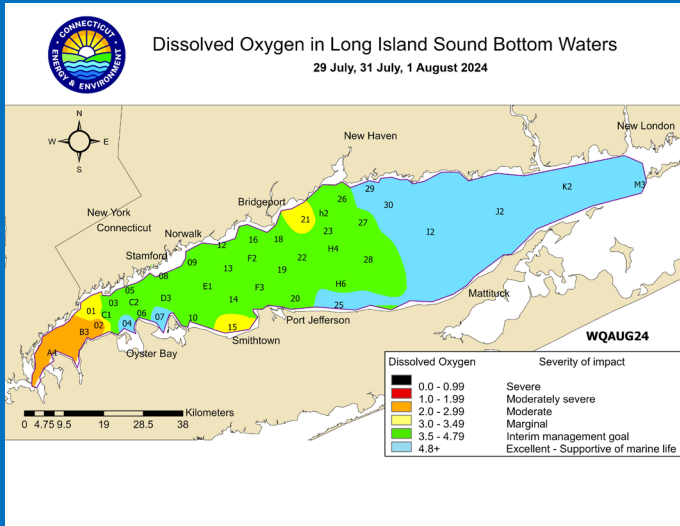 CONNECTICUT
ENERGY & ENVIRONMENT
Dissolved Oxygen in Long Island Sound Bottom Waters
29 July, 31 July, 1 August 2024
N
W E
S
New London
New Haven
Bridgeport
New York
Connecticut
Norwalk
Stamford
Mattituck
Port Jefferson
Smithtown
Oyster Bay
M3
K2
J2
I2
29
30
26
h2
21
27
23
16
18
12
H4
F2
22
28
09
13
19
08
E1
F3
H6
05
D3
14
20
25
03
C2
01
C1
06
07
10
02
04
15
B3
A4
WQAUG24
Kilometers
0 4.75 9.5 19 28.5 38
Dissolved Oxygen Severity of impact
0.0 - 0.99 Severe
1.0 - 1.99 Moderately severe
2.0 - 2.99 Moderate
3.0 - 3.49 Marginal
3.5 - 4.79 Interim management goal
4.8+ Excellent - Supportive of marine life